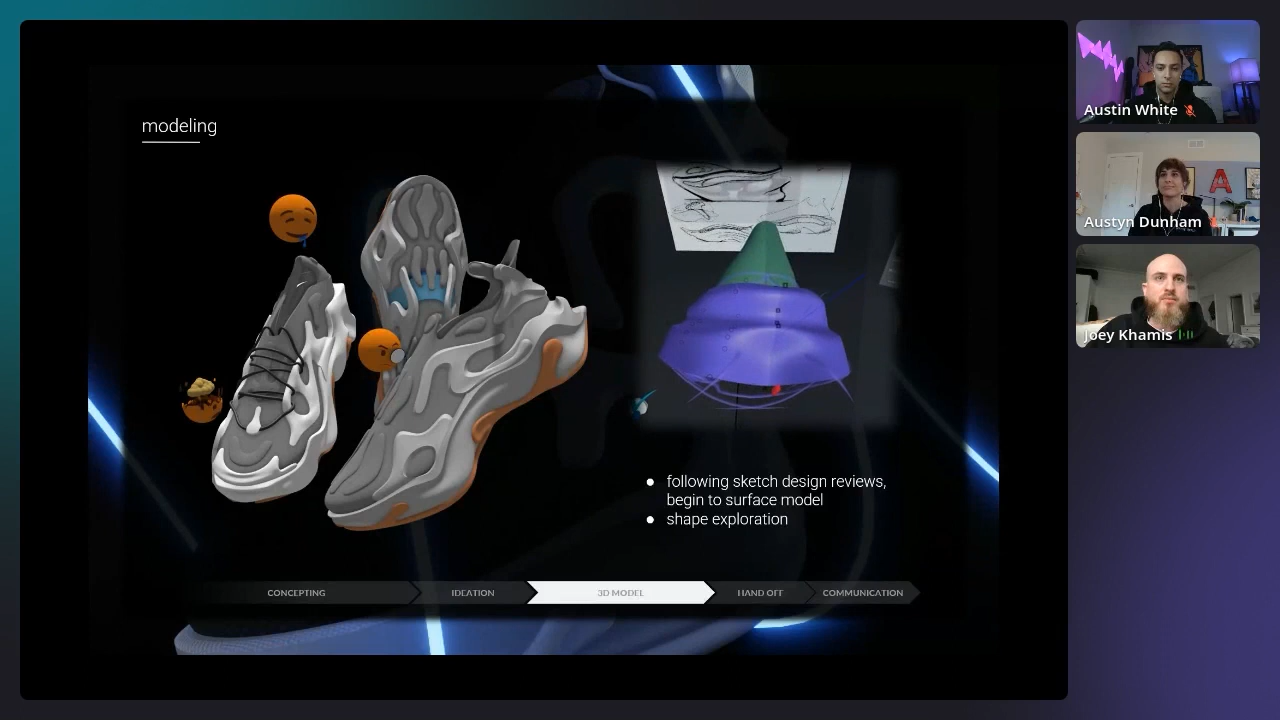 modeling
following sketch design reviews,
begin to surface model
shape exploration
CONCEPTING
IDEATION
3D MODEL
HAND OFF
COMMUNICATION
Austin White
A
Austyn Dunham
Joey Khamis